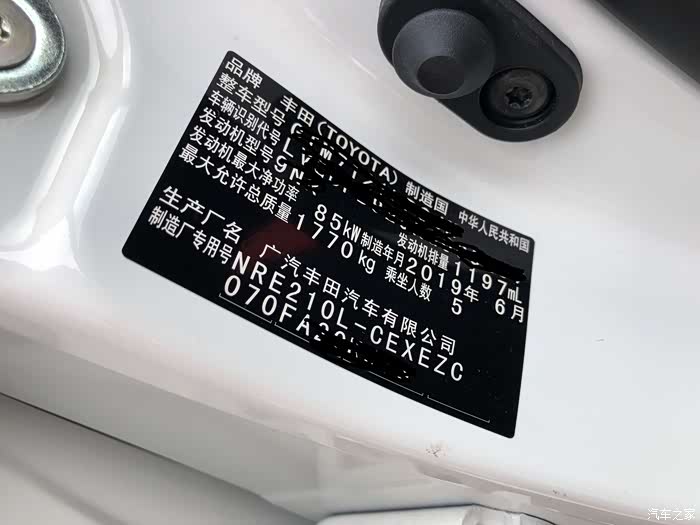 品牌 丰田(TOYOTA) 制造国 中华人民共和国
整车型号
车辆识别代号
发动机型号 发动机排量 1197mL
发动机最大净功率 85kW 制造年月 2019年 6月
最大允许总质量 1770kg 乘坐人数 5
生产厂名 广汽丰田汽车有限公司
制造厂专用号 NRE210L-CEXEZC
070FA
汽车之家